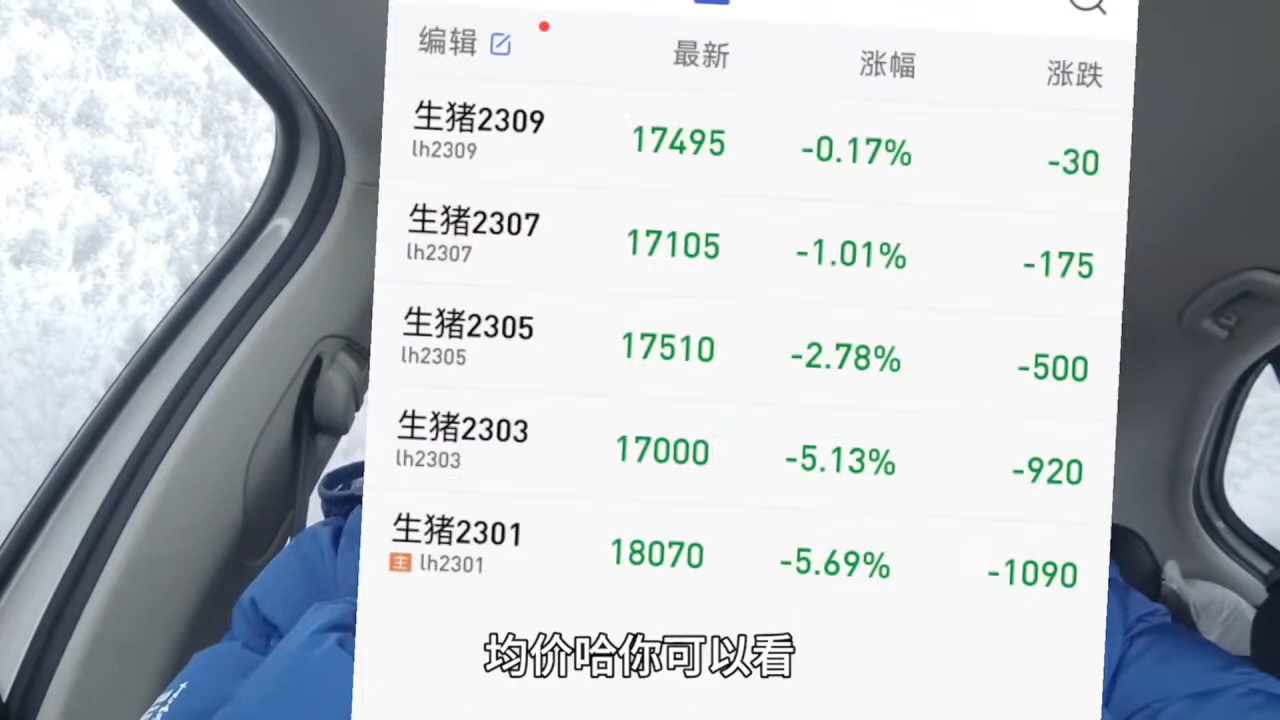 编辑 最新 涨幅 涨跌
生猪2309 17495 -0.17% -30
lh2309
生猪2307 17105 -1.01% -175
lh2307
生猪2305 17510 -2.78% -500
lh2305
生猪2303 17000 -5.13% -920
lh2303
生猪2301 18070 -5.69% -1090
主 lh2301
均价哈你可以看